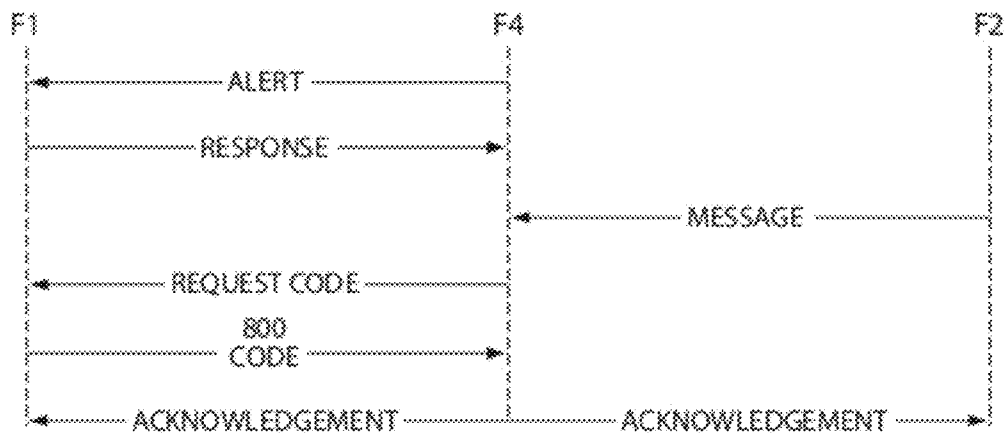 F1 F4 F2
ALERT
RESPONSE
MESSAGE
REQUEST CODE
800
CODE
ACKNOWLEDGEMENT ACKNOWLEDGEMENT